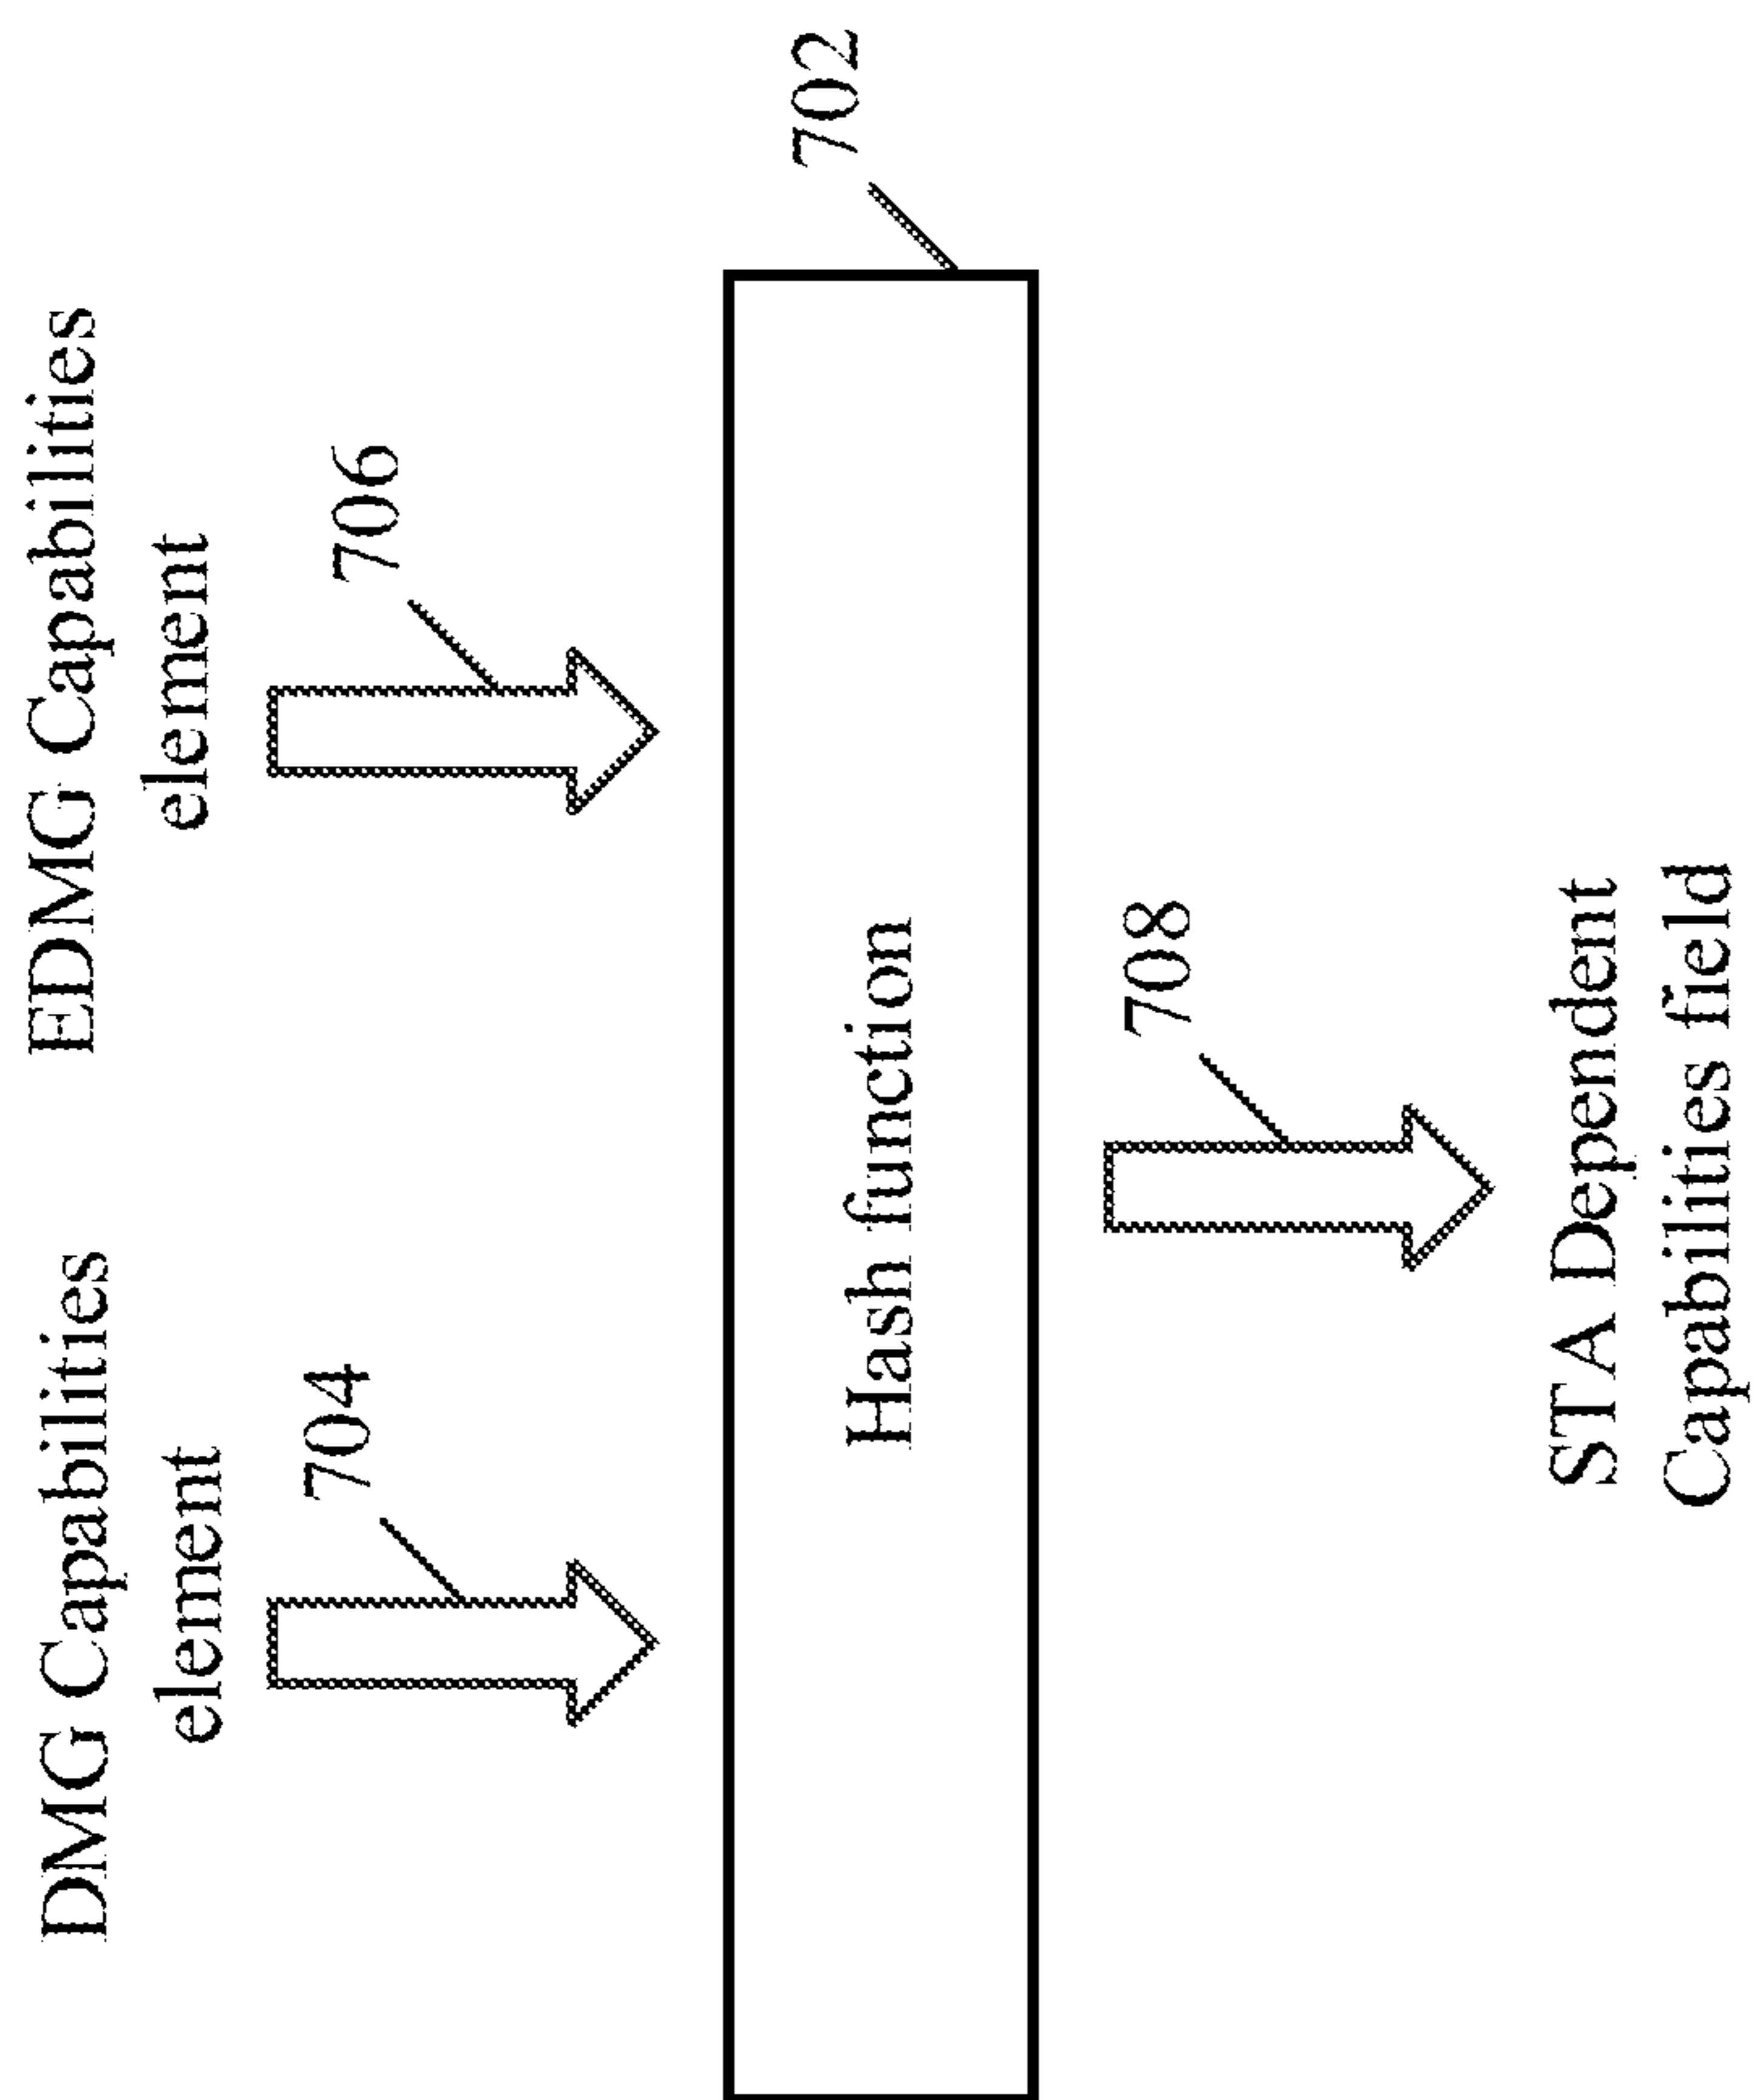 DMG Capabilities
element
704
EDMG Capabilities
element
706
Hash function
702
708
STA Dependent
Capabilities field